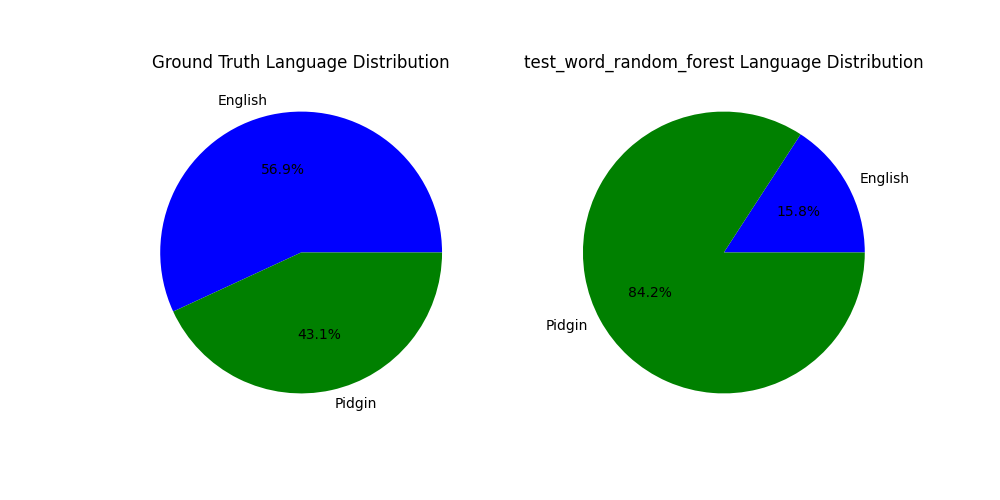 Ground Truth Language Distribution
English
56.9%
43.1%
Pidgin
test_word_random_forest Language Distribution
English
15.8%
84.2%
Pidgin